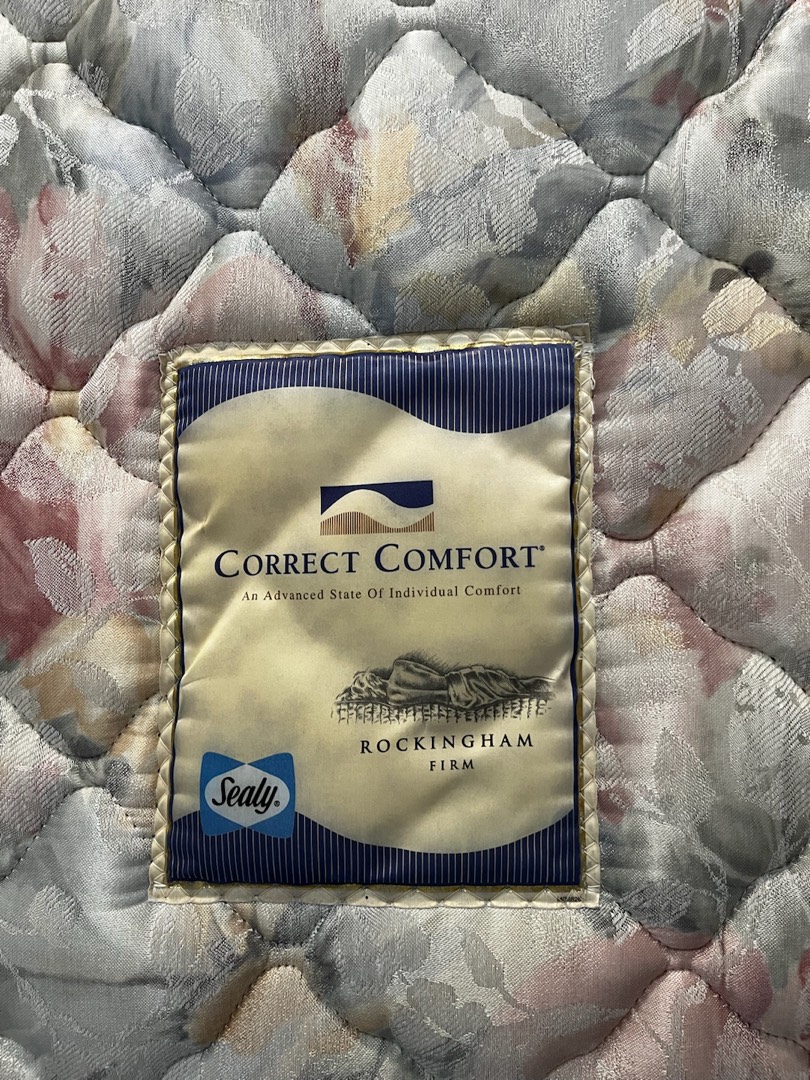 CORRECT COMFORT®
An Advanced State Of Individual Comfort
ROCKINGHAM
FIRM
Sealy®